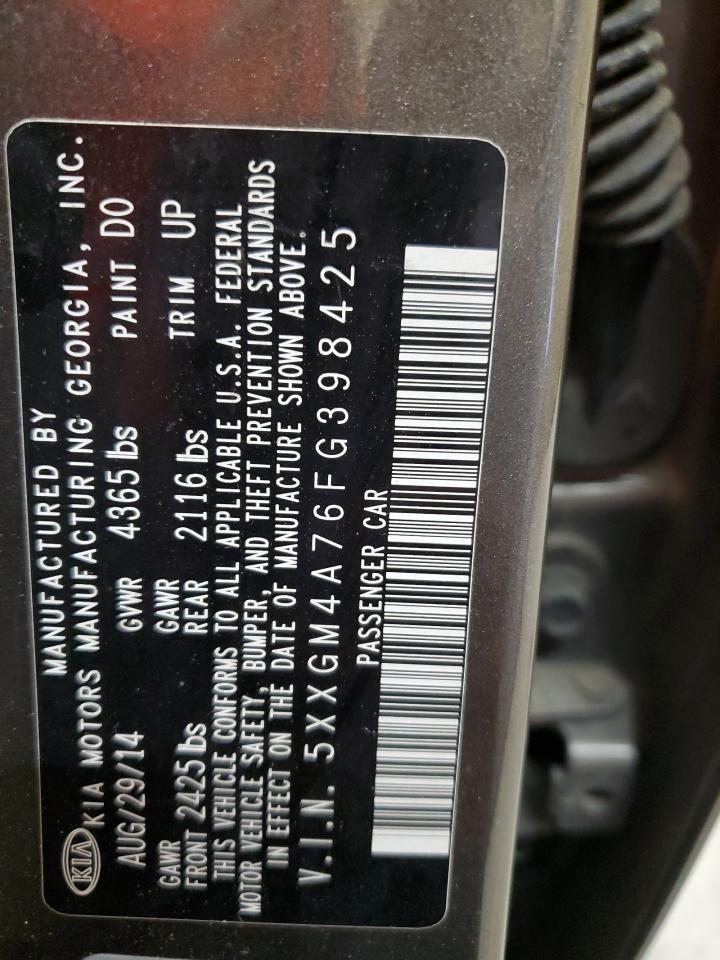 MANUFACTURED BY
KIA KIA MOTORS MANUFACTURING GEORGIA, INC.
AUG/29/14 GVWR 4365 lbs PAINT DO
GAWR FRONT 2425 lbs GAWR REAR 2116 lbs TRIM UP
THIS VEHICLE CONFORMS TO ALL APPLICABLE U.S.A. FEDERAL
MOTOR VEHICLE SAFETY, BUMPER, AND THEFT PREVENTION STANDARDS
IN EFFECT ON THE DATE OF MANUFACTURE SHOWN ABOVE.
V.I.N. 5XXGM4A76FG398425
PASSENGER CAR